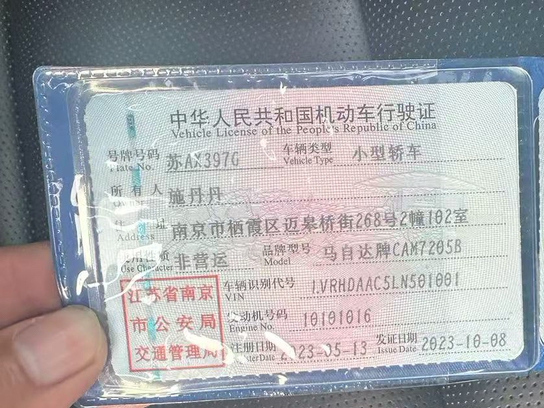 中华人民共和国机动车行驶证
Vehicle License of the People's Republic of China
号牌号码 Plate No. 苏AX397G 车辆类型 Vehicle Type 小型轿车
所有人 施丹丹
址 Address 南京市栖霞区迈皋桥街268号2幢102室
Use Character 非营运 品牌型号 Model 马自达牌CAM7205B
江苏省南京
市公安局
交通管理局
车辆识别代号 VIN LVRHDAAC5LN501001
发动机号码 Engine No. 10101016
注册日期 2023-05-13 发证日期 Issue Date 2023-10-08